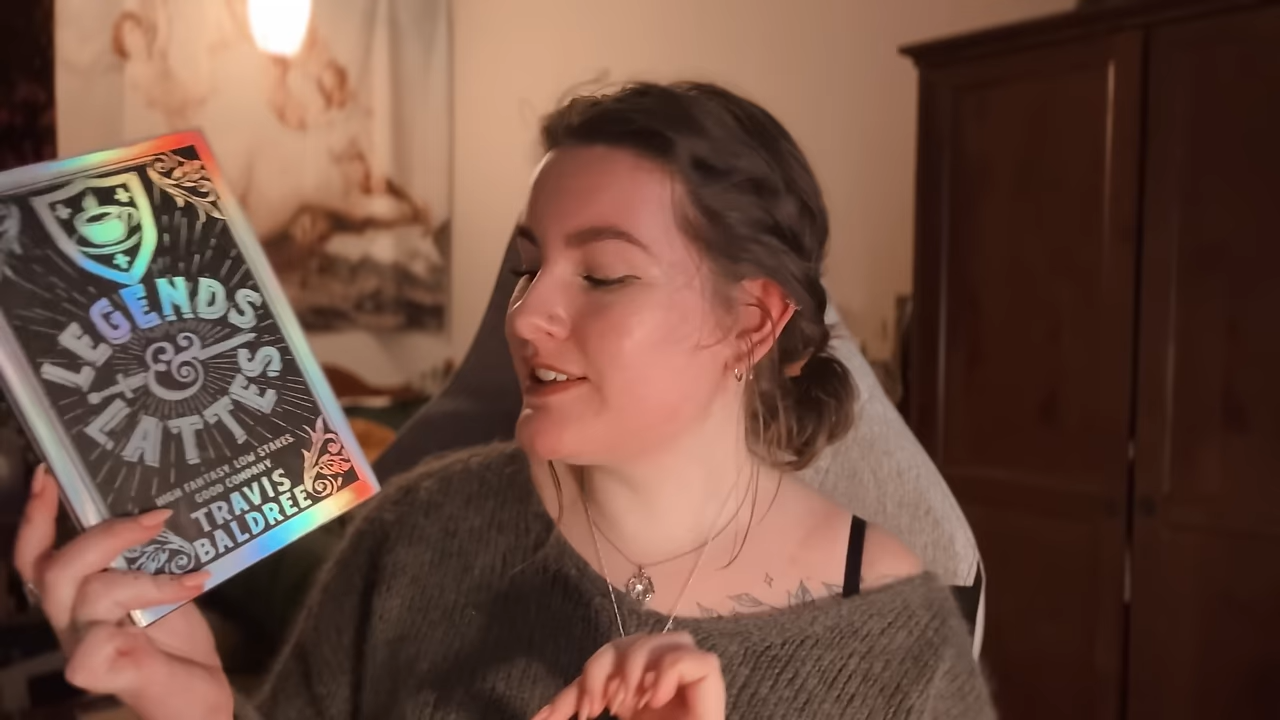 LEGENDS
&
LATTES
HIGH FANTASY, LOW STAKES
GOOD COMPANY
TRAVIS
BALDREE